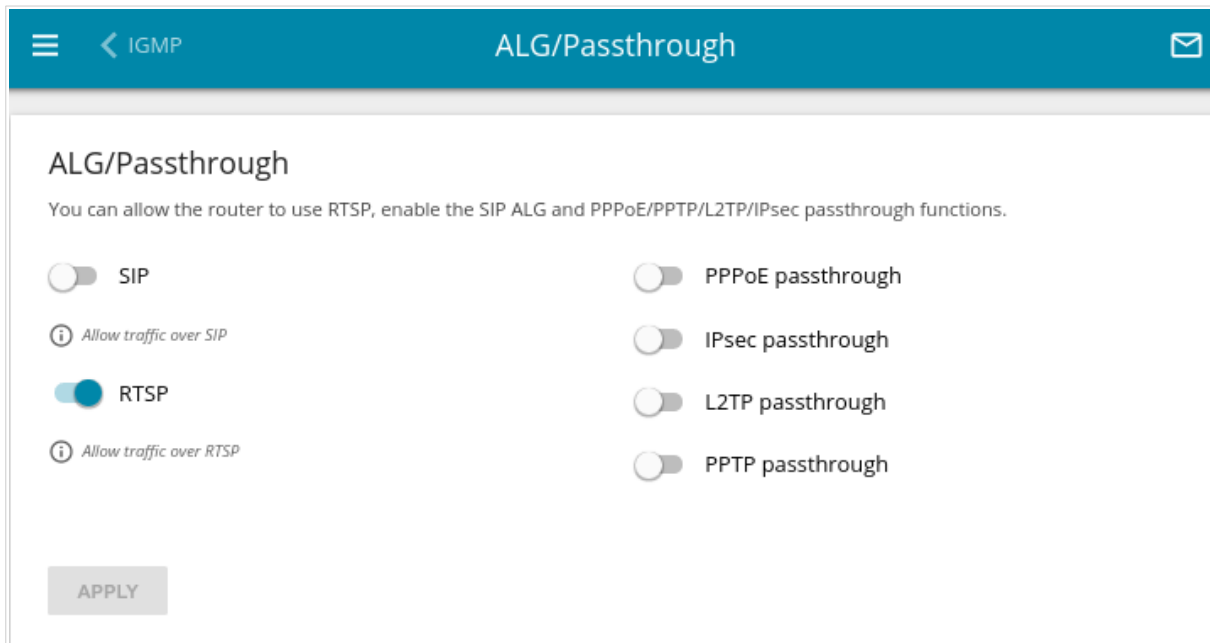 IGMP
ALG/Passthrough
ALG/Passthrough
You can allow the router to use RTSP, enable the SIP ALG and PPPoE/PPTP/L2TP/IPsec passthrough functions.
SIP
Allow traffic over SIP
RTSP
Allow traffic over RTSP
PPPoE passthrough
IPsec passthrough
L2TP passthrough
PPTP passthrough
APPLY